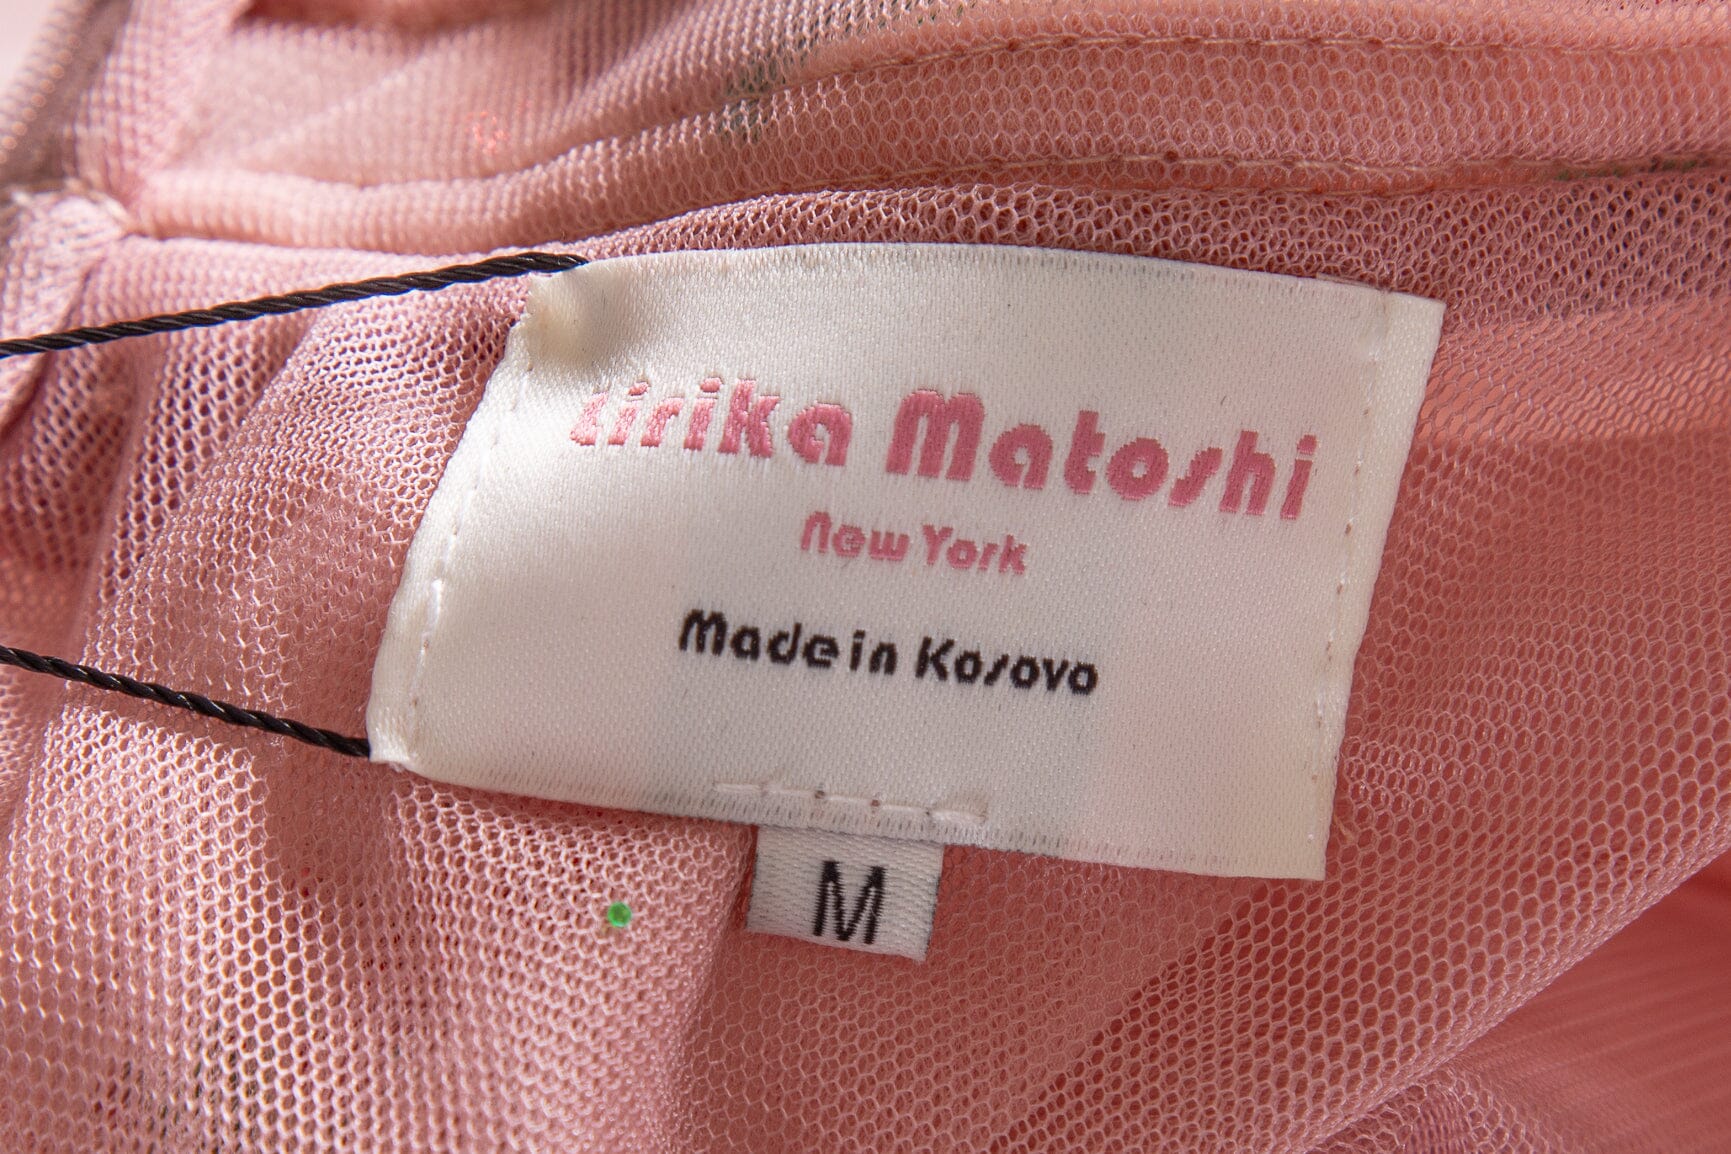 Lirika Matoshi
New York
Made in Kosovo
M